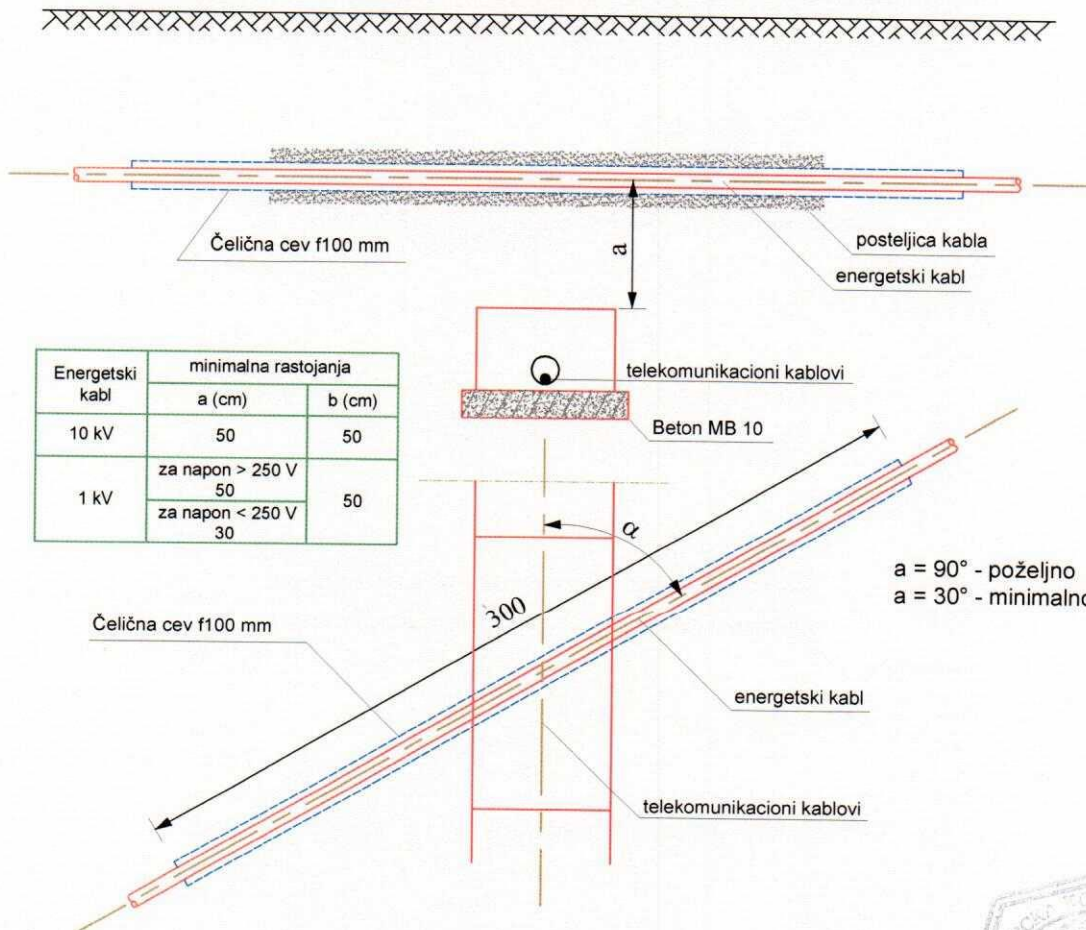 Čelična cev f100 mm
a
posteljica kabla
energetski kabl
telekomunikacioni kablovi
Beton MB 10
Energetski kabl
minimalna rastojanja
a (cm)
b (cm)
10 kV
50
50
1 kV
za napon > 250 V
50
za napon < 250 V
30
50
α
300
a = 90° - poželjno
a = 30° - minimalno
Čelična cev f100 mm
energetski kabl
telekomunikacioni kablovi